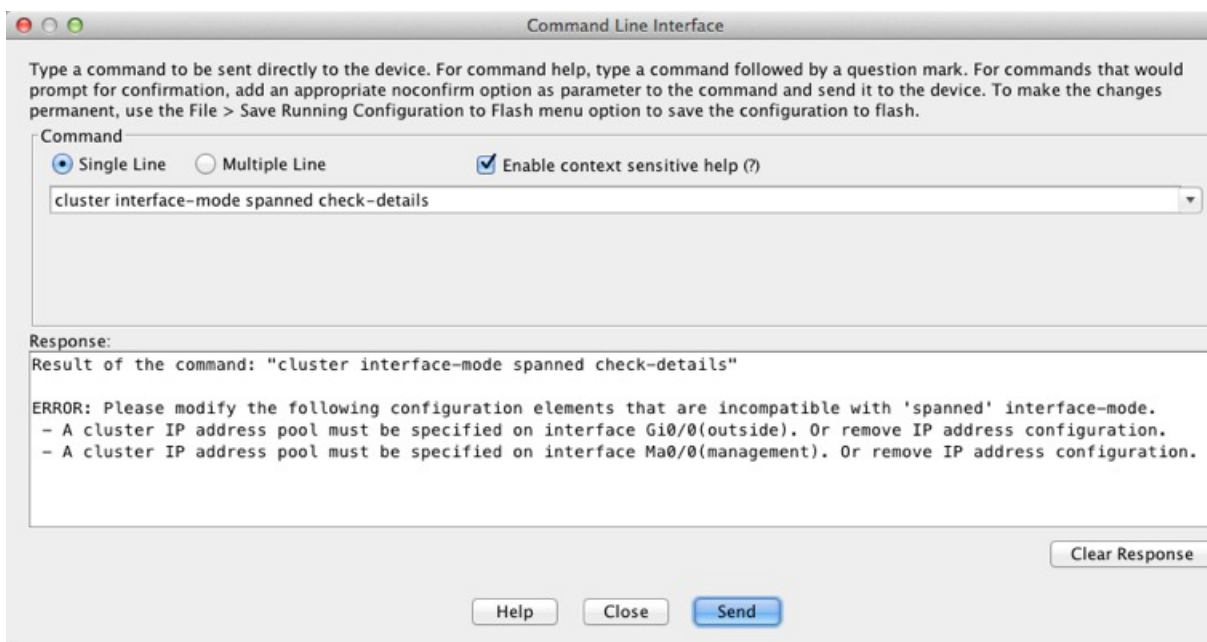 Command Line Interface
Type a command to be sent directly to the device. For command help, type a command followed by a question mark. For commands that would
prompt for confirmation, add an appropriate noconfirm option as parameter to the command and send it to the device. To make the changes
permanent, use the File > Save Running Configuration to Flash menu option to save the configuration to flash.
Command
Single Line Multiple Line Enable context sensitive help (?)
cluster interface-mode spanned check-details
Response:
Result of the command: "cluster interface-mode spanned check-details"
ERROR: Please modify the following configuration elements that are incompatible with 'spanned' interface-mode.
- A cluster IP address pool must be specified on interface Gi0/0(outside). Or remove IP address configuration.
- A cluster IP address pool must be specified on interface Ma0/0(management). Or remove IP address configuration.
Clear Response
Help Close Send